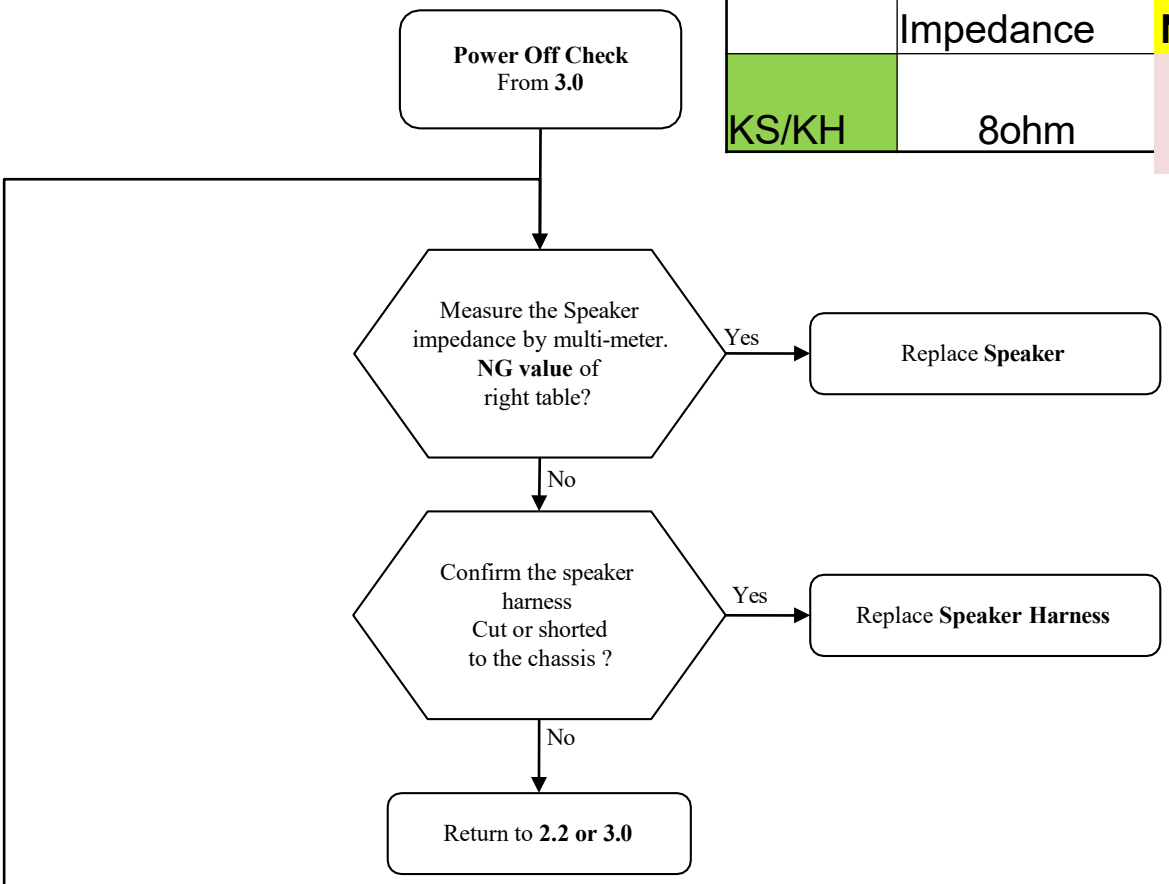 Impedance
KS/KH 8ohm
Power Off Check
From 3.0
Measure the Speaker
impedance by multi-meter.
NG value of
right table?
Yes
Replace Speaker
No
Confirm the speaker
harness
Cut or shorted
to the chassis ?
Yes
Replace Speaker Harness
No
Return to 2.2 or 3.0